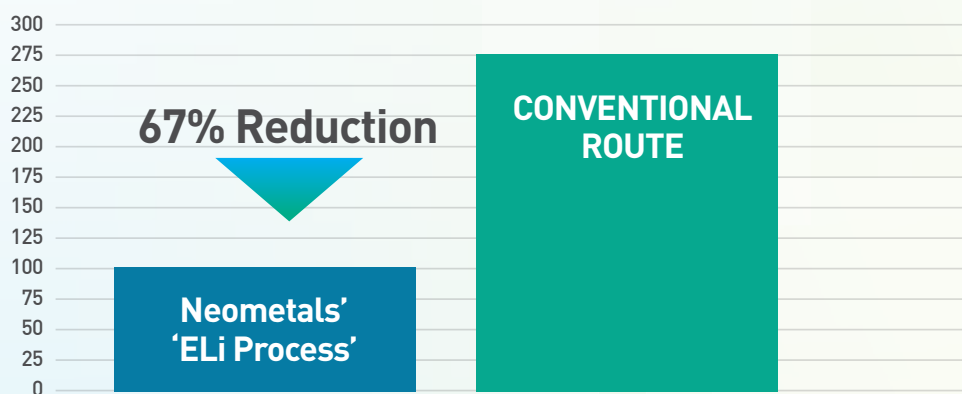 300
275
250
225
200
175
150
125
100
75
50
25
0
67% Reduction
CONVENTIONAL
ROUTE
Neometals’
‘ELi Process’